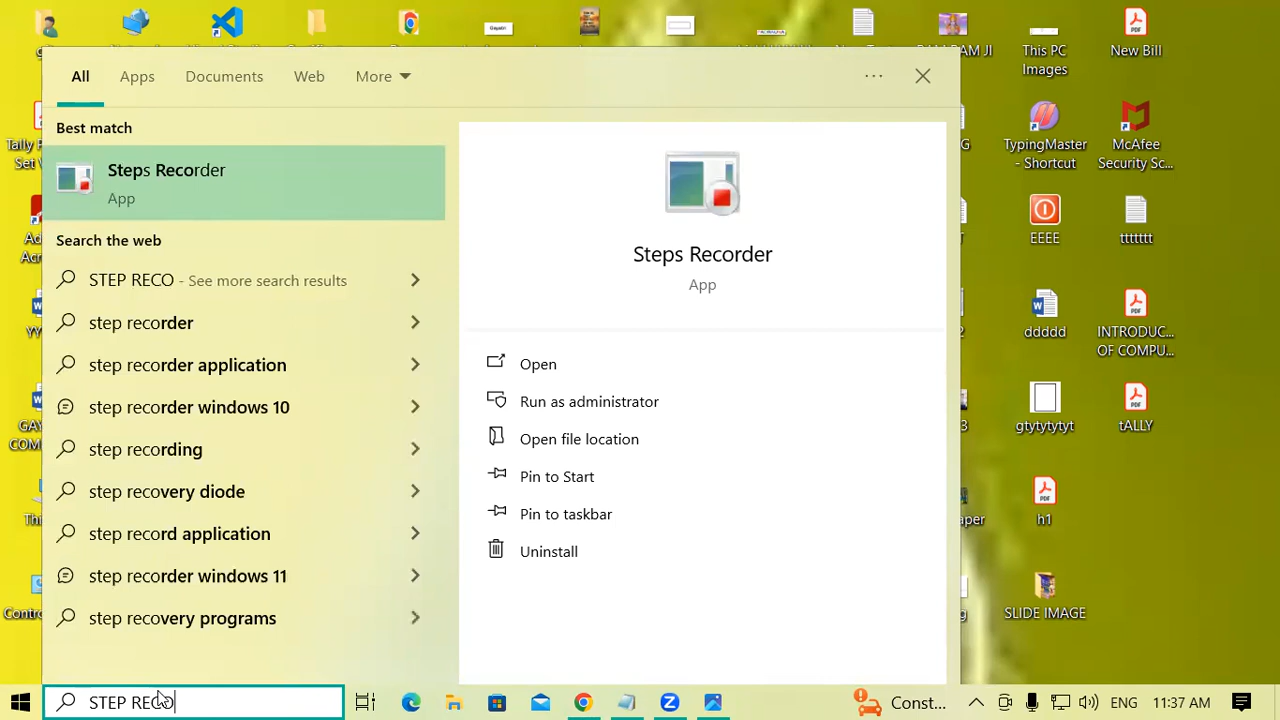 This PC
Images
New Bill
All
Apps
Documents
Web
More
Best match
Steps Recorder
App
Search the web
STEP RECO - See more search results
step recorder
step recorder application
step recorder windows 10
step recording
step recovery diode
step record application
step recorder windows 11
step recovery programs
Steps Recorder
App
Open
Run as administrator
Open file location
Pin to Start
Pin to taskbar
Uninstall
TypingMaster
- Shortcut
McAfee
Security Sc...
EEEE
ttttttt
ddddd
INTRODUC...
OF COMPU...
gtytytytyt
tALLY
h1
SLIDE IMAGE
STEP RECO
Const...
ENG
11:37 AM